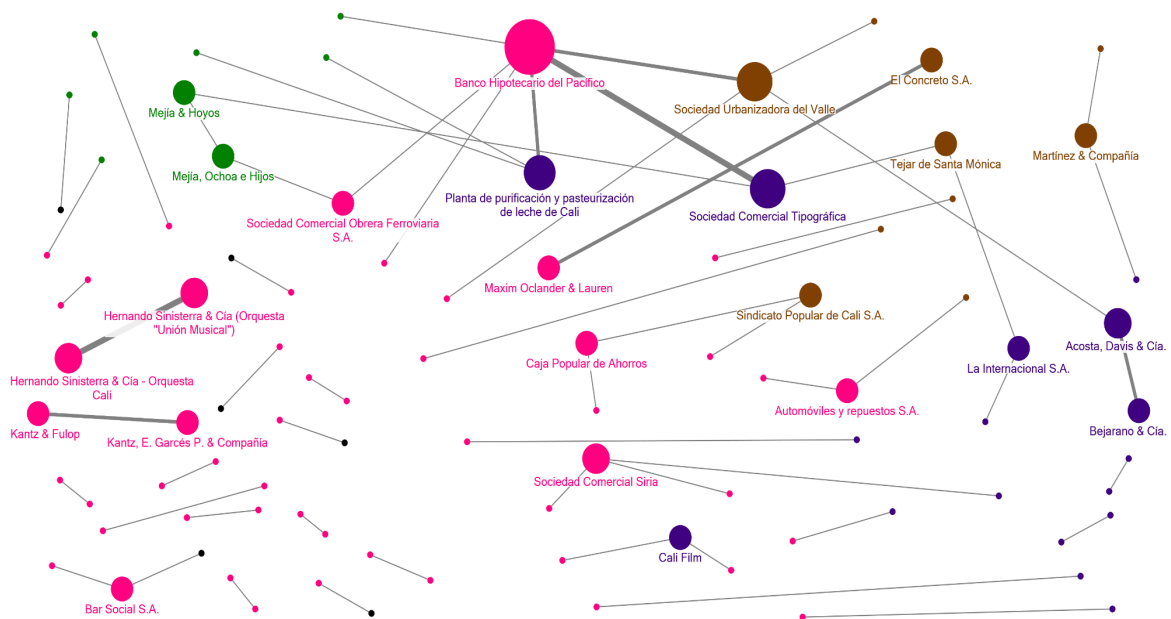 Banco Hipotecario del Pacífico
El Concreto S.A.
Sociedad Urbanizadora del Valle
Mejía & Hoyos
Martínez & Compañía
Tejar de Santa Mónica
Mejía, Ochoa e Hijos
Planta de purificación y pasteurización
de leche de Cali
Sociedad Comercial Tipográfica
Sociedad Comercial Obrera Ferroviaria
S.A.
Maxim Oclander & Lauren
Hernando Sinisterra & Cía (Orquesta
"Unión Musical")
Sindicato Popular de Cali S.A.
Acosta, Davis & Cía.
Caja Popular de Ahorros
La Internacional S.A.
Hernando Sinisterra & Cía - Orquesta
Cali
Automóviles y repuestos S.A.
Kantz & Fulop
Kantz, E. Garcés P. & Compañía
Bejarano & Cía.
Sociedad Comercial Siria
Cali Film
Bar Social S.A.